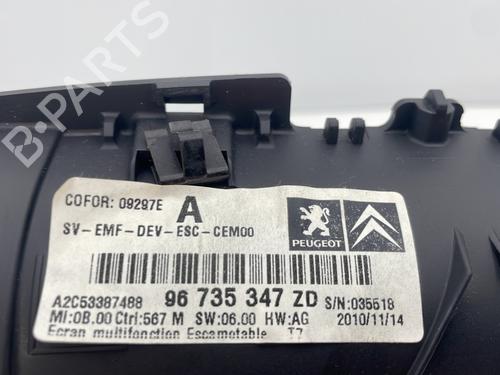 B-PARTS
COFOR: 09297E A
SV-EMF-DEV-ESC-CEM00
PEUGEOT
A2C53387488 96 735 347 ZD S/N:035518
MI:0B.00 Ctrl:567 M SW:06.00 HW:AG 2010/11/14
Ecran multifonction Escamotable T7